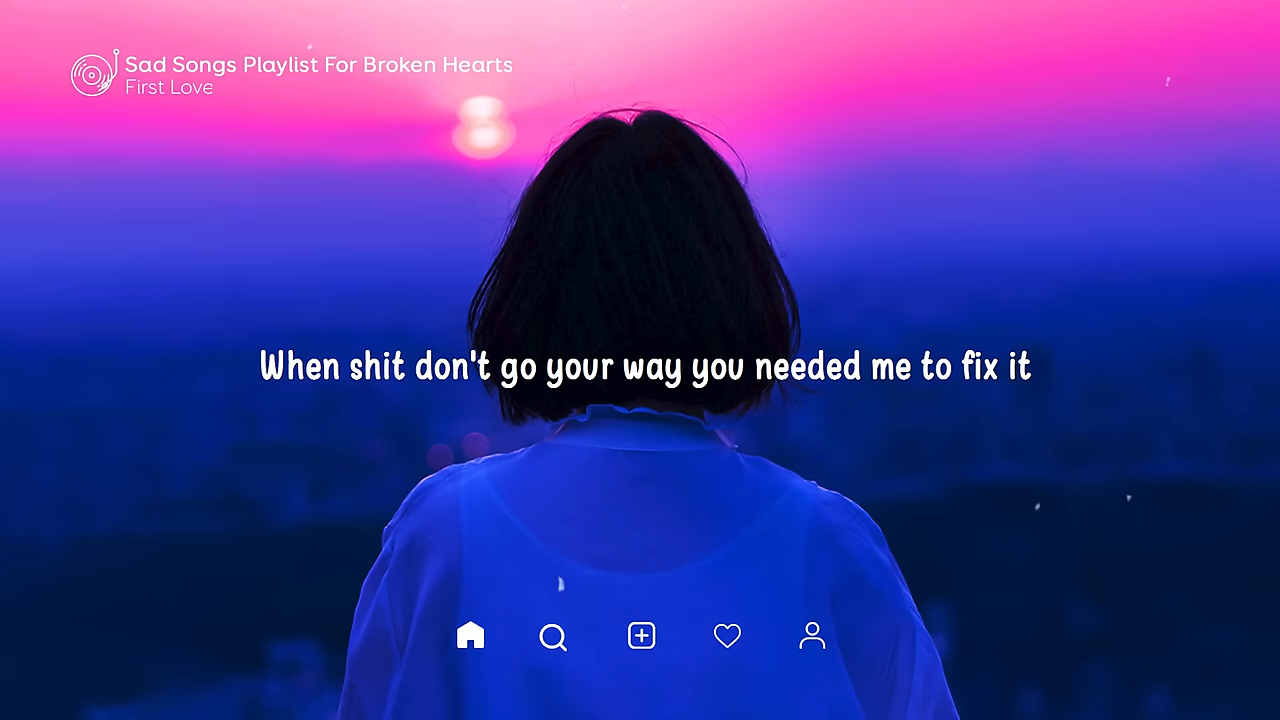 Sad Songs Playlist For Broken Hearts
First Love
When shit don't go your way you needed me to fix it